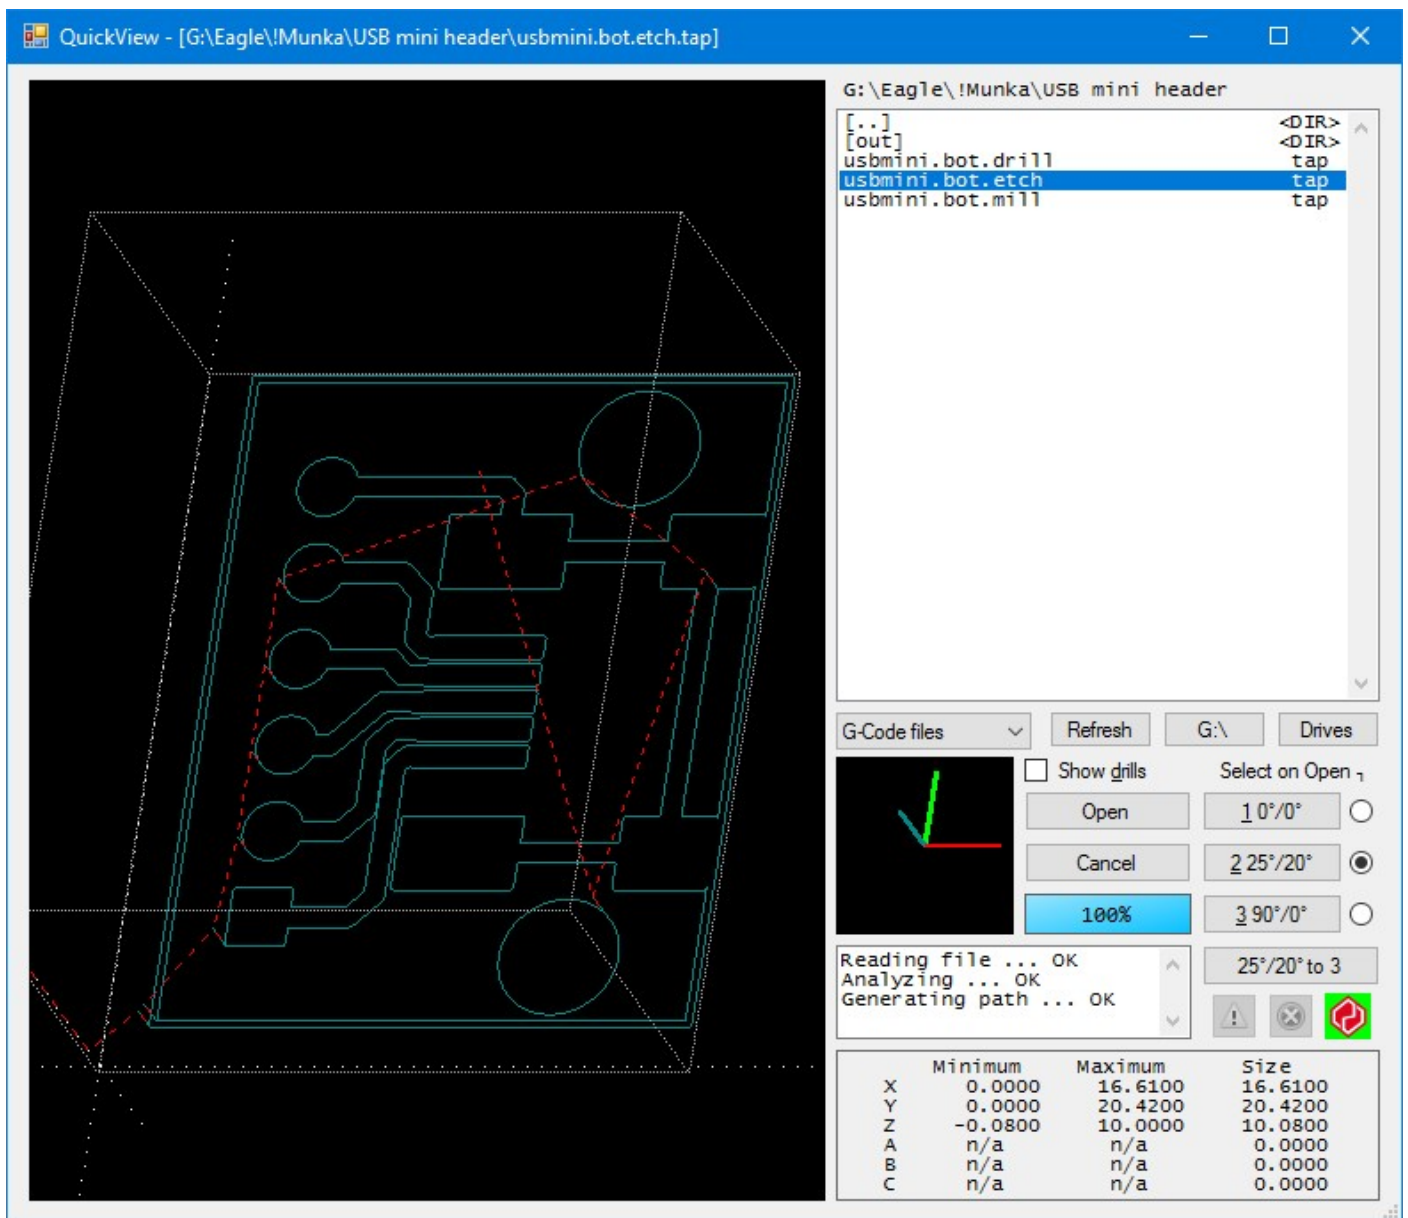 QuickView - [G:\Eagle\!Munka\USB mini header\usbmini.bot.etch.tap]
G:\Eagle\!Munka\USB mini header
[..] <DIR>
[out] <DIR>
usbmini.bot.drill tap
usbmini.bot.etch tap
usbmini.bot.mill tap
G-Code files Refresh G:\ Drives
Show drills Select on Open ┐
Open 1 0°/0°
Cancel 2 25°/20°
100% 3 90°/0°
Reading file ... OK
Analyzing ... OK
Generating path ... OK
25°/20° to 3
Minimum Maximum Size
X 0.0000 16.6100 16.6100
Y 0.0000 20.4200 20.4200
Z -0.0800 10.0000 10.0800
A n/a n/a 0.0000
B n/a n/a 0.0000
C n/a n/a 0.0000